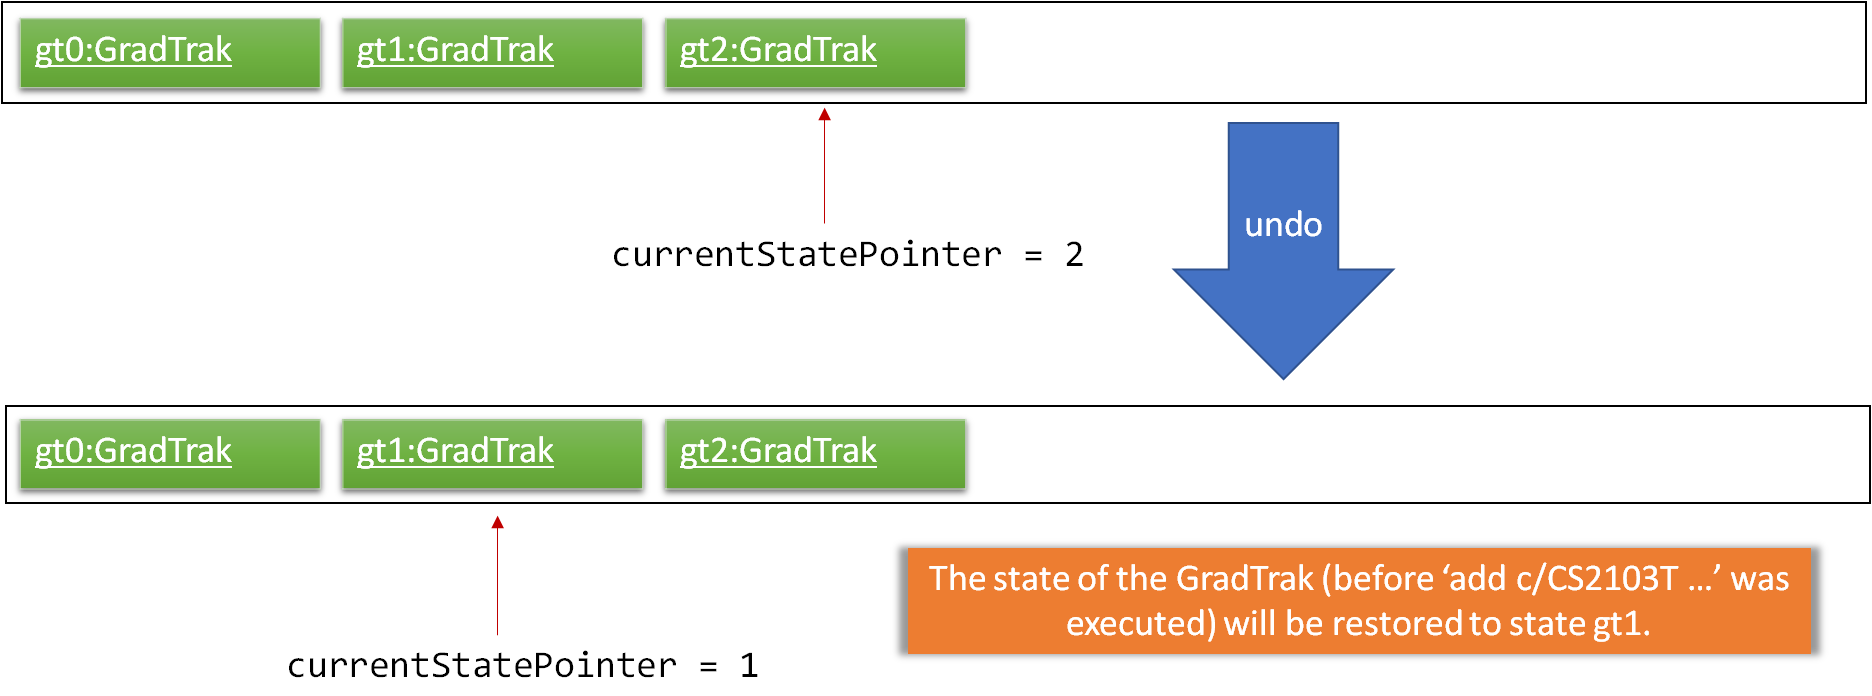 gt0:GradTrak gt1:GradTrak gt2:GradTrak
undo
currentStatePointer = 2
gt0:GradTrak gt1:GradTrak gt2:GradTrak
The state of the GradTrak (before ‘add c/CS2103T …’ was
executed) will be restored to state gt1.
currentStatePointer = 1